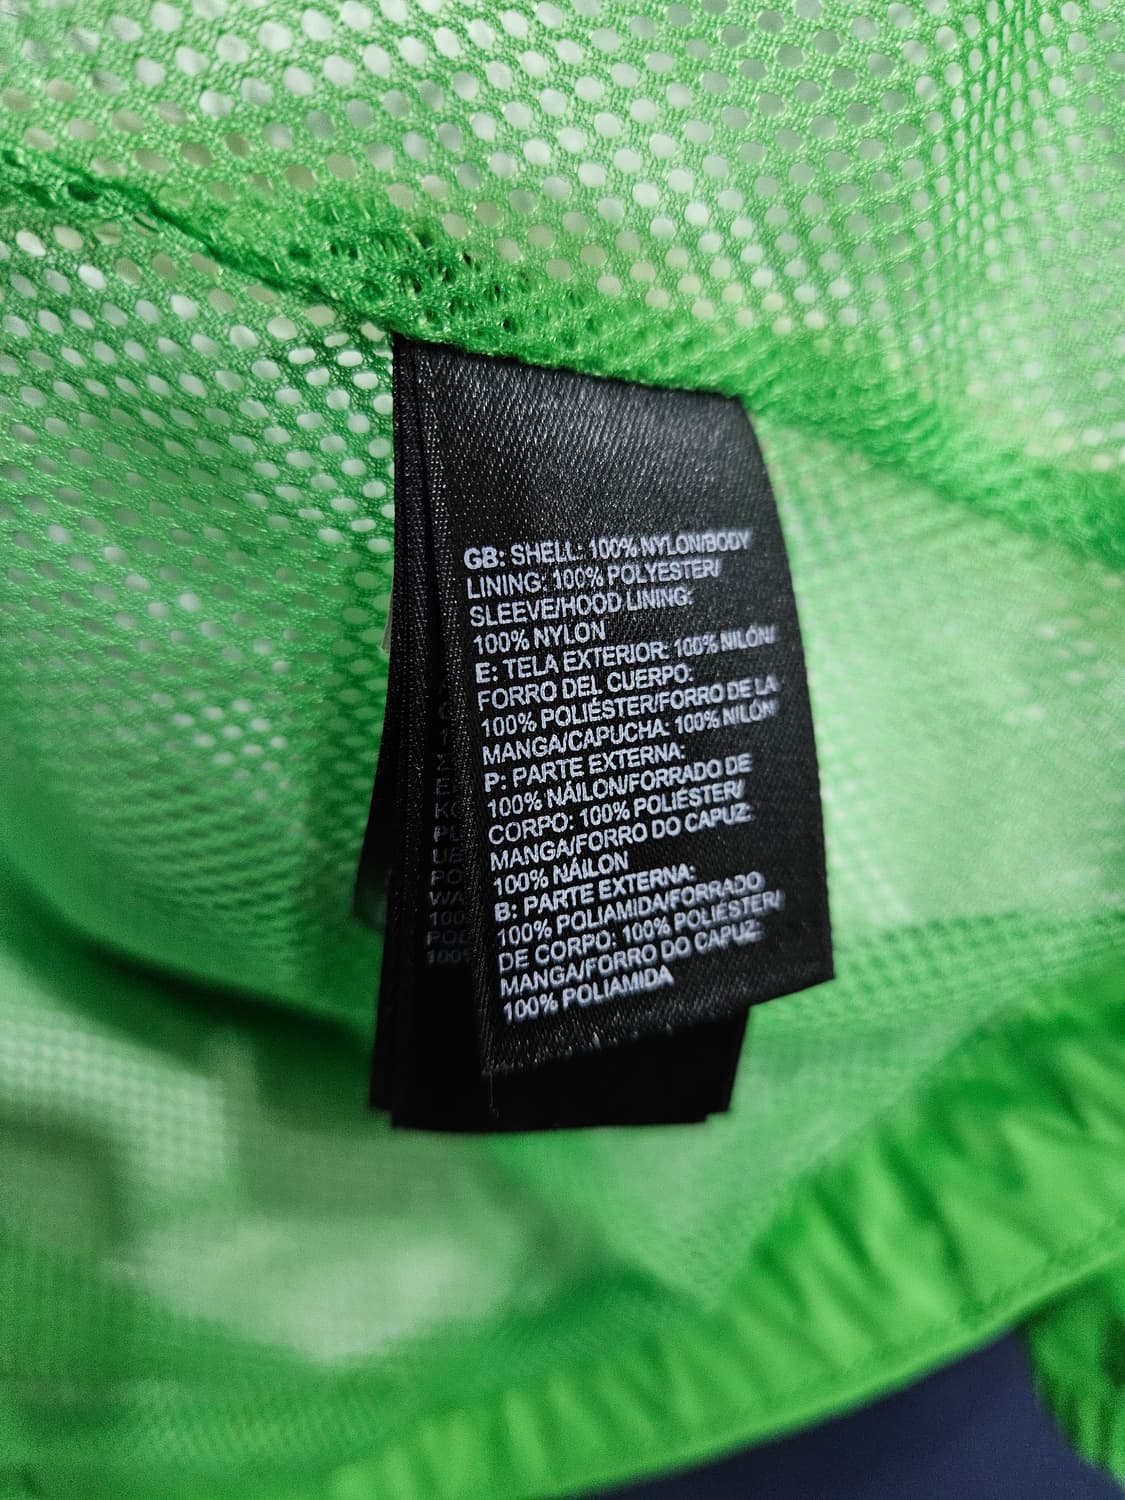 GB: SHELL: 100% NYLON/BODY
LINING: 100% POLYESTER/
SLEEVE/HOOD LINING:
100% NYLON
E: TELA EXTERIOR: 100% NILÓN/
FORRO DEL CUERPO:
100% POLIÉSTER/FORRO DE LA
MANGA/CAPUCHA: 100% NILÓN
P: PARTE EXTERNA:
100% NÁILON/FORRADO DE
CORPO: 100% POLIÉSTER/
MANGA/FORRO DO CAPUZ:
100% NÁILON
B: PARTE EXTERNA:
100% POLIAMIDA/FORRADO
DE CORPO: 100% POLIÉSTER/
MANGA/FORRO DO CAPUZ:
100% POLIAMIDA